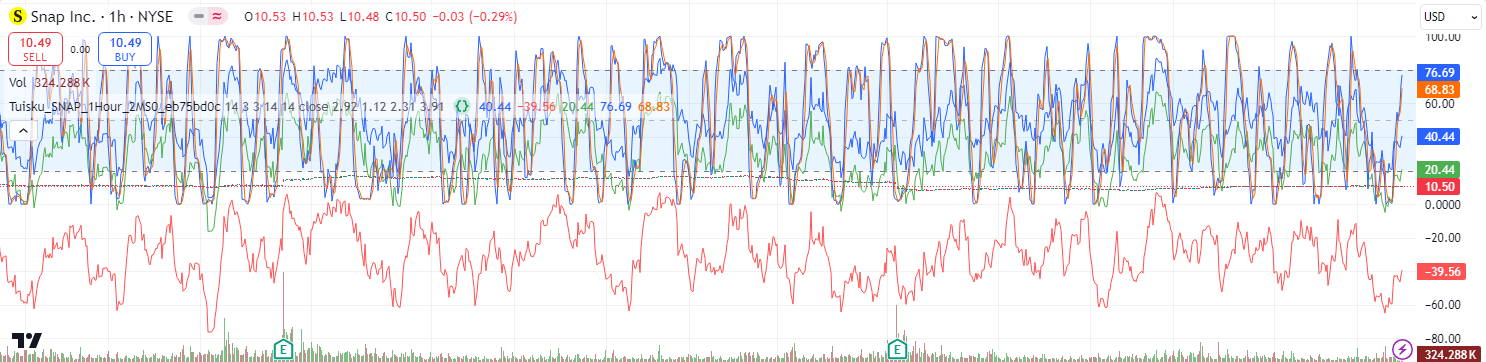 S Snap Inc. · 1h · NYSE O10.53 H10.53 L10.48 C10.50 −0.03 (−0.29%) USD
10.49 SELL 0.00 10.49 BUY
Vol 324.288 K
Tuisku_SNAP_1Hour_2MS0_eb75bd0c 14 3 3 14 14 close 2.92 1.12 2.31 3.91 {} 40.44 −39.56 20.44 76.69 68.83
100.00
76.69
68.83
60.00
40.44
20.44
10.50
0.0000
−20.00
−39.56
−60.00
−80.00
324.288 K
E E